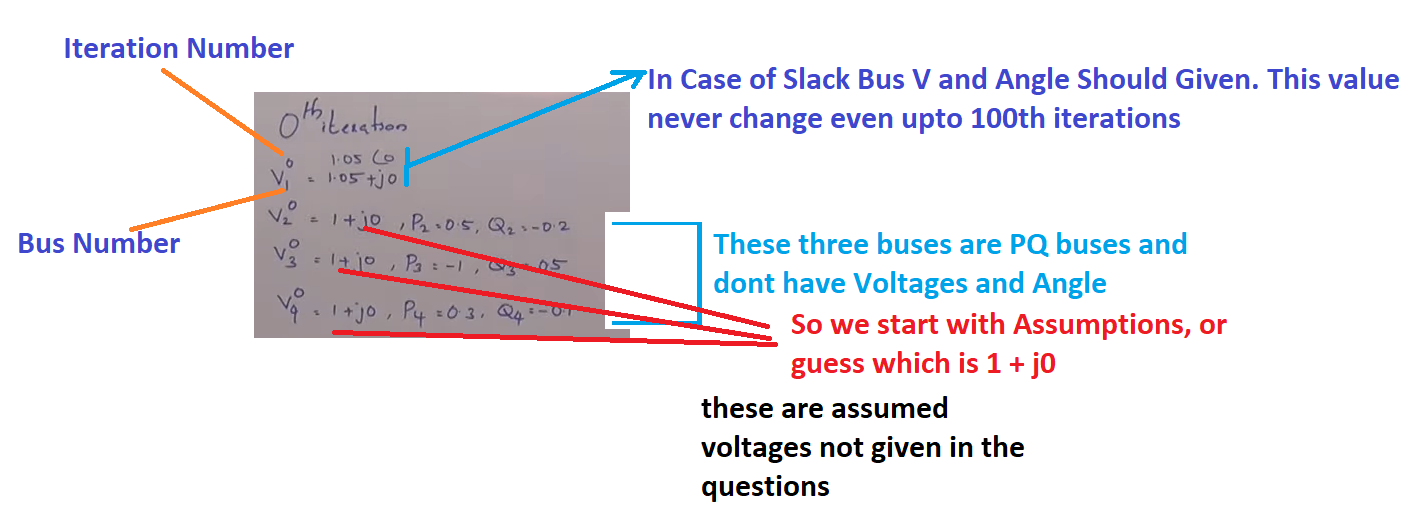 Iteration Number
In Case of Slack Bus V and Angle Should Given. This value
never change even upto 100th iterations
0th iteration
V1^0 = 1.05 ∠0
= 1.05 + j0
Bus Number
V2^0 = 1 + j0 , P2 = 0.5, Q2 = -0.2
V3^0 = 1 + j0 , P3 = -1 , Q3 = 05
V4^0 = 1 + j0 , P4 = 0.3, Q4 = -0.1
These three buses are PQ buses and
dont have Voltages and Angle
So we start with Assumptions, or
guess which is 1 + j0
these are assumed
voltages not given in the
questions